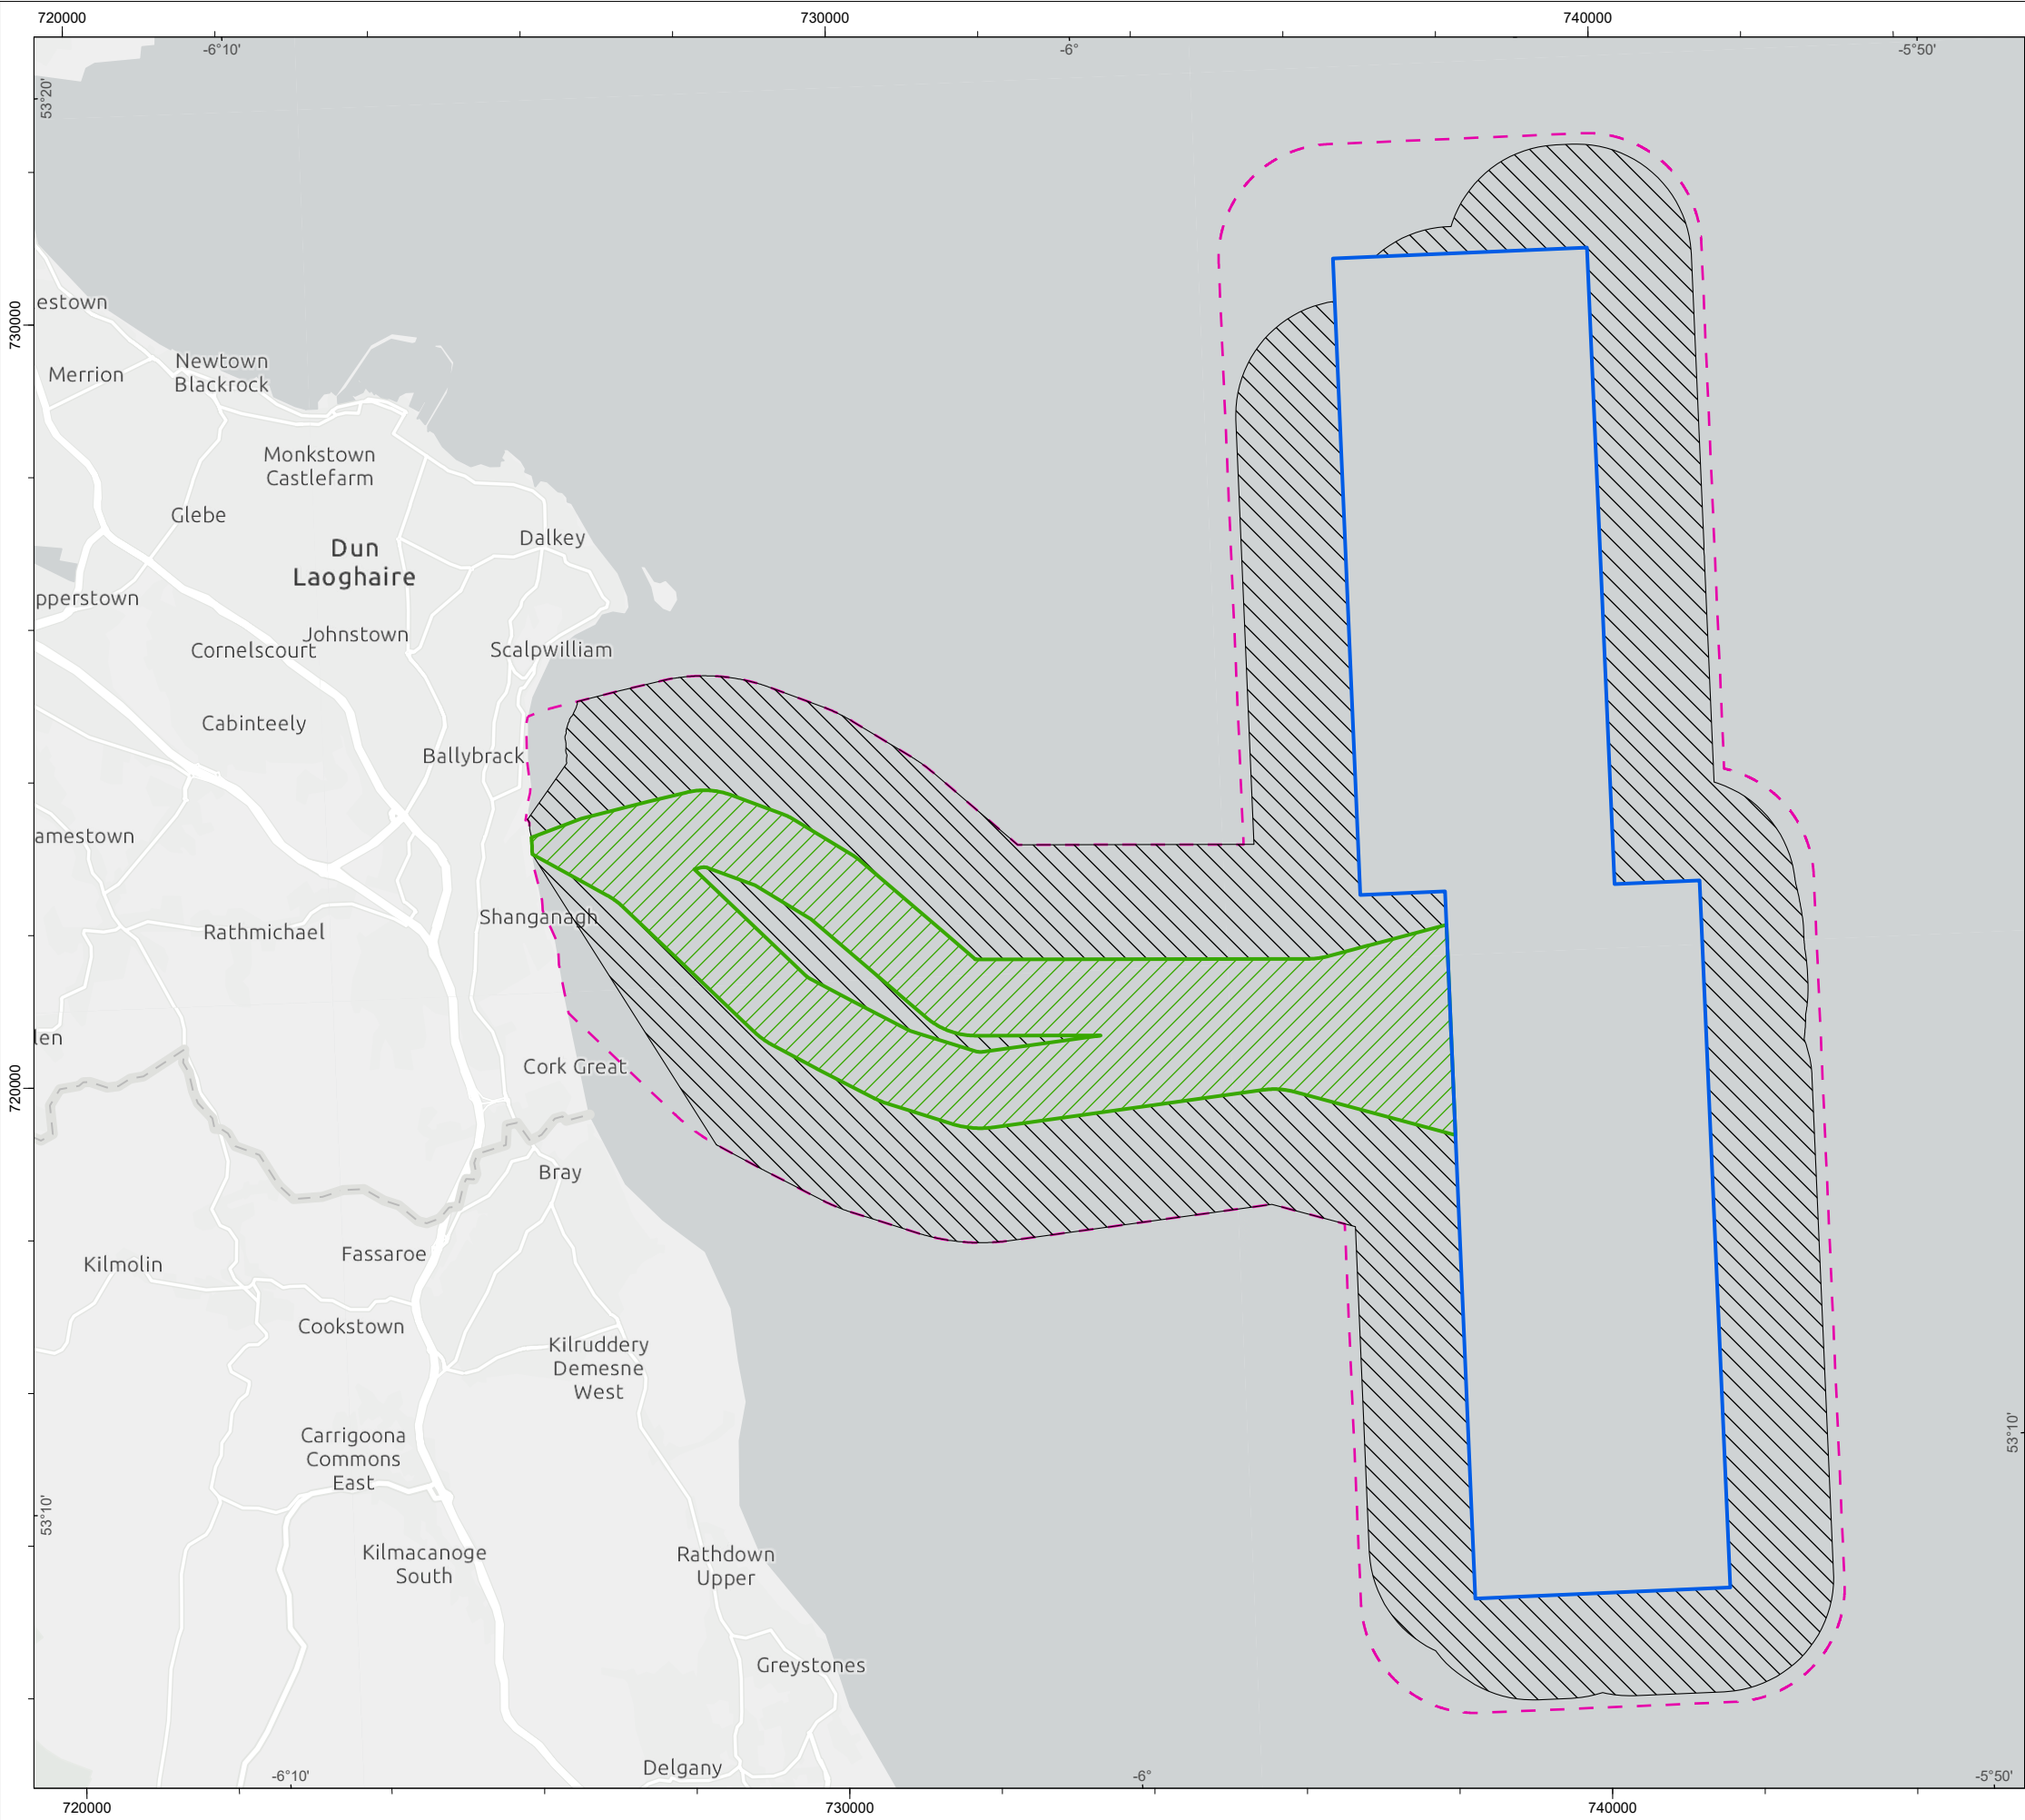 720000 730000 740000
-6°10' -6° -5°50'
53°20'
estown
730000
Newtown
Blackrock
Merrion
Monkstown
Castlefarm
Glebe
Dalkey
Dun
Laoghaire
pperstown
Johnstown
Cornelscourt
Scalpwilliam
Cabinteely
Ballybrack
amestown
Shanganagh
Rathmichael
len
Cork Great
720000
Bray
Fassaroe
Kilmolin
Cookstown
Kilruddery
Demesne
West
Carrigoona
Commons
East
53°10'
53°10'
Kilmacanoge
South
Rathdown
Upper
Greystones
Delgany
-6°10' -6° -5°50'
720000 730000 740000